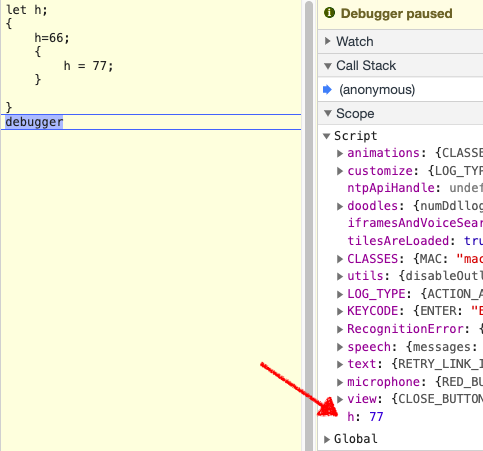 let h;
{
h=66;
{
h = 77;
}
}
debugger
Debugger paused
Watch
Call Stack
(anonymous)
Scope
Script
animations: {CLASSE
customize: {LOG_TYP
ntpApiHandle: undef
doodles: {numDdllog
iframesAndVoiceSear
tilesAreLoaded: tru
CLASSES: {MAC: "mac
utils: {disableOutl
LOG_TYPE: {ACTION_A
KEYCODE: {ENTER: "E
RecognitionError: {
speech: {messages:
text: {RETRY_LINK_I
microphone: {RED_BU
view: {CLOSE_BUTTON
h: 77
Global